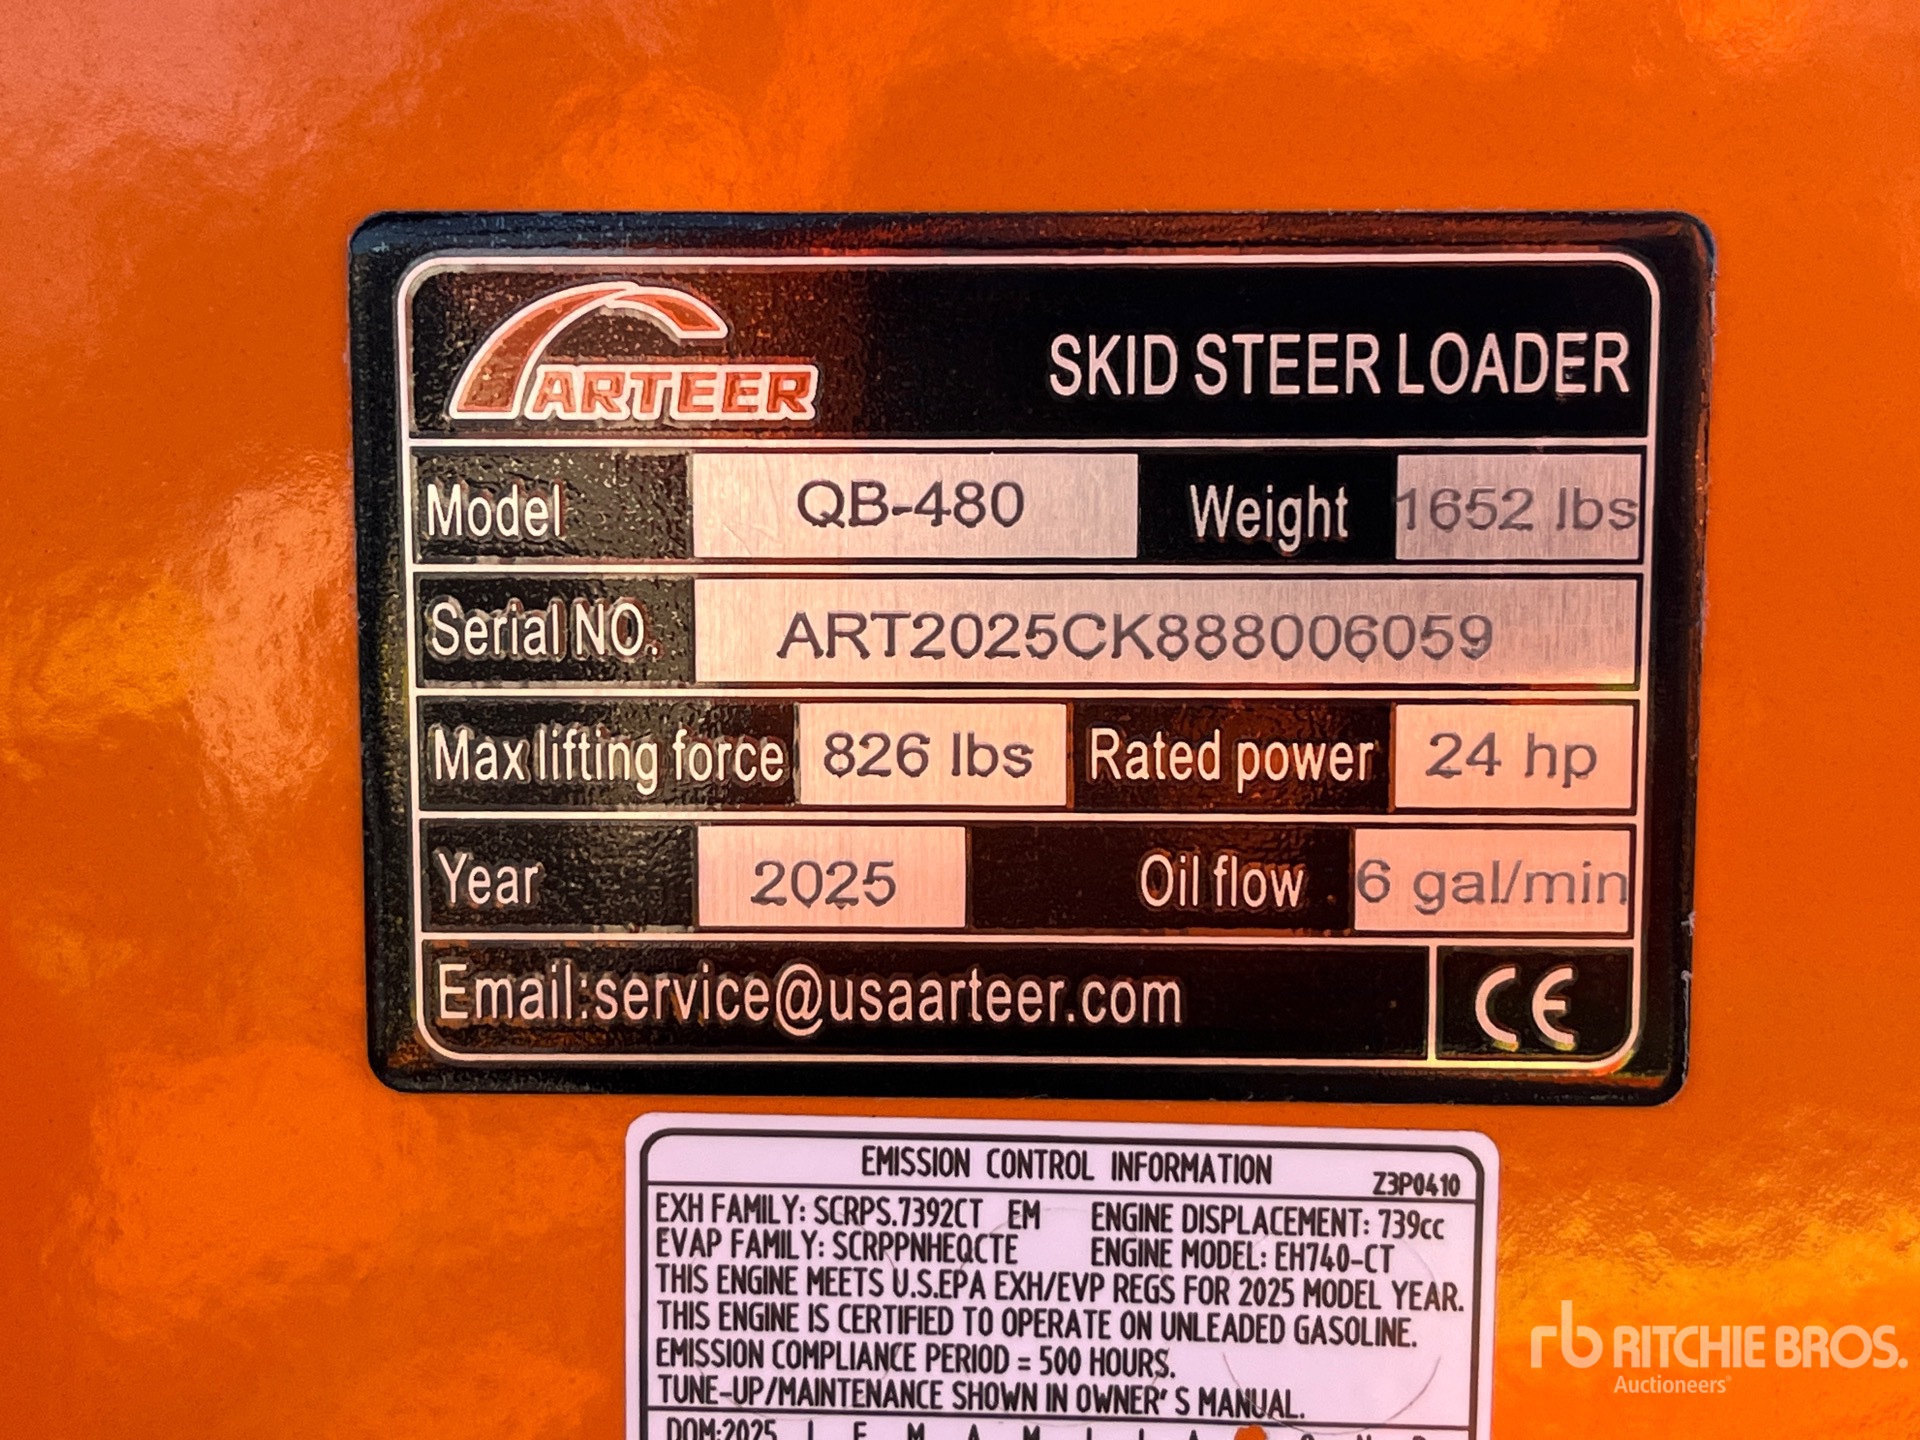 ARTEER
SKID STEER LOADER
Model QB-480 Weight 1652 lbs
Serial NO. ART2025CK888006059
Max lifting force 826 lbs Rated power 24 hp
Year 2025 Oil flow 6 gal/min
Email:service@usaarteer.com CE
EMISSION CONTROL INFORMATION Z3P0410
EXH FAMILY: SCRPS.7392CT EM ENGINE DISPLACEMENT: 739cc
EVAP FAMILY: SCRPPNHEQCTE ENGINE MODEL: EH740-CT
THIS ENGINE MEETS U.S.EPA EXH/EVP REGS FOR 2025 MODEL YEAR.
THIS ENGINE IS CERTIFIED TO OPERATE ON UNLEADED GASOLINE.
EMISSION COMPLIANCE PERIOD = 500 HOURS.
TUNE-UP/MAINTENANCE SHOWN IN OWNER'S MANUAL.
DOM:2025
rb RITCHIE BROS.
Auctioneers